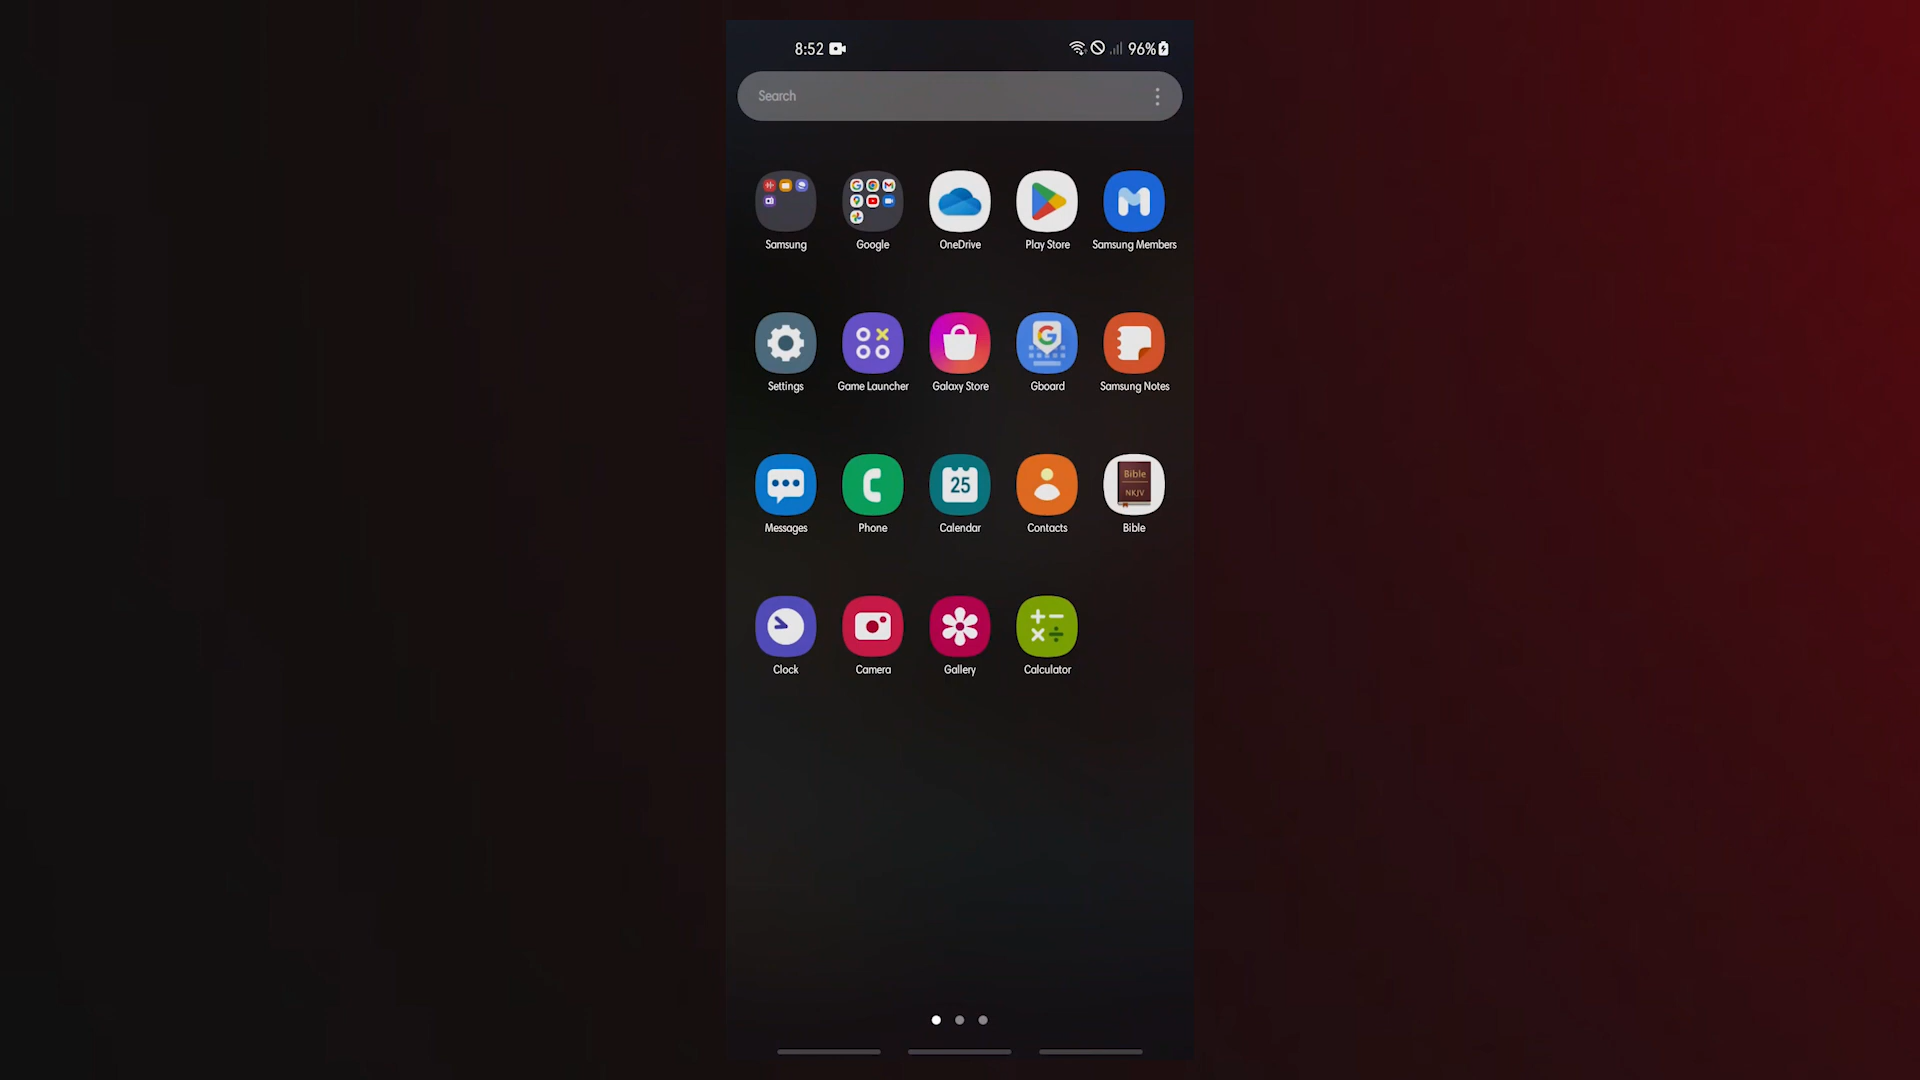 8:52 96%
Search
Samsung Google OneDrive Play Store Samsung Members
Settings Game Launcher Galaxy Store Gboard Samsung Notes
25
Bible
NKJV
Messages Phone Calendar Contacts Bible
Clock Camera Gallery Calculator